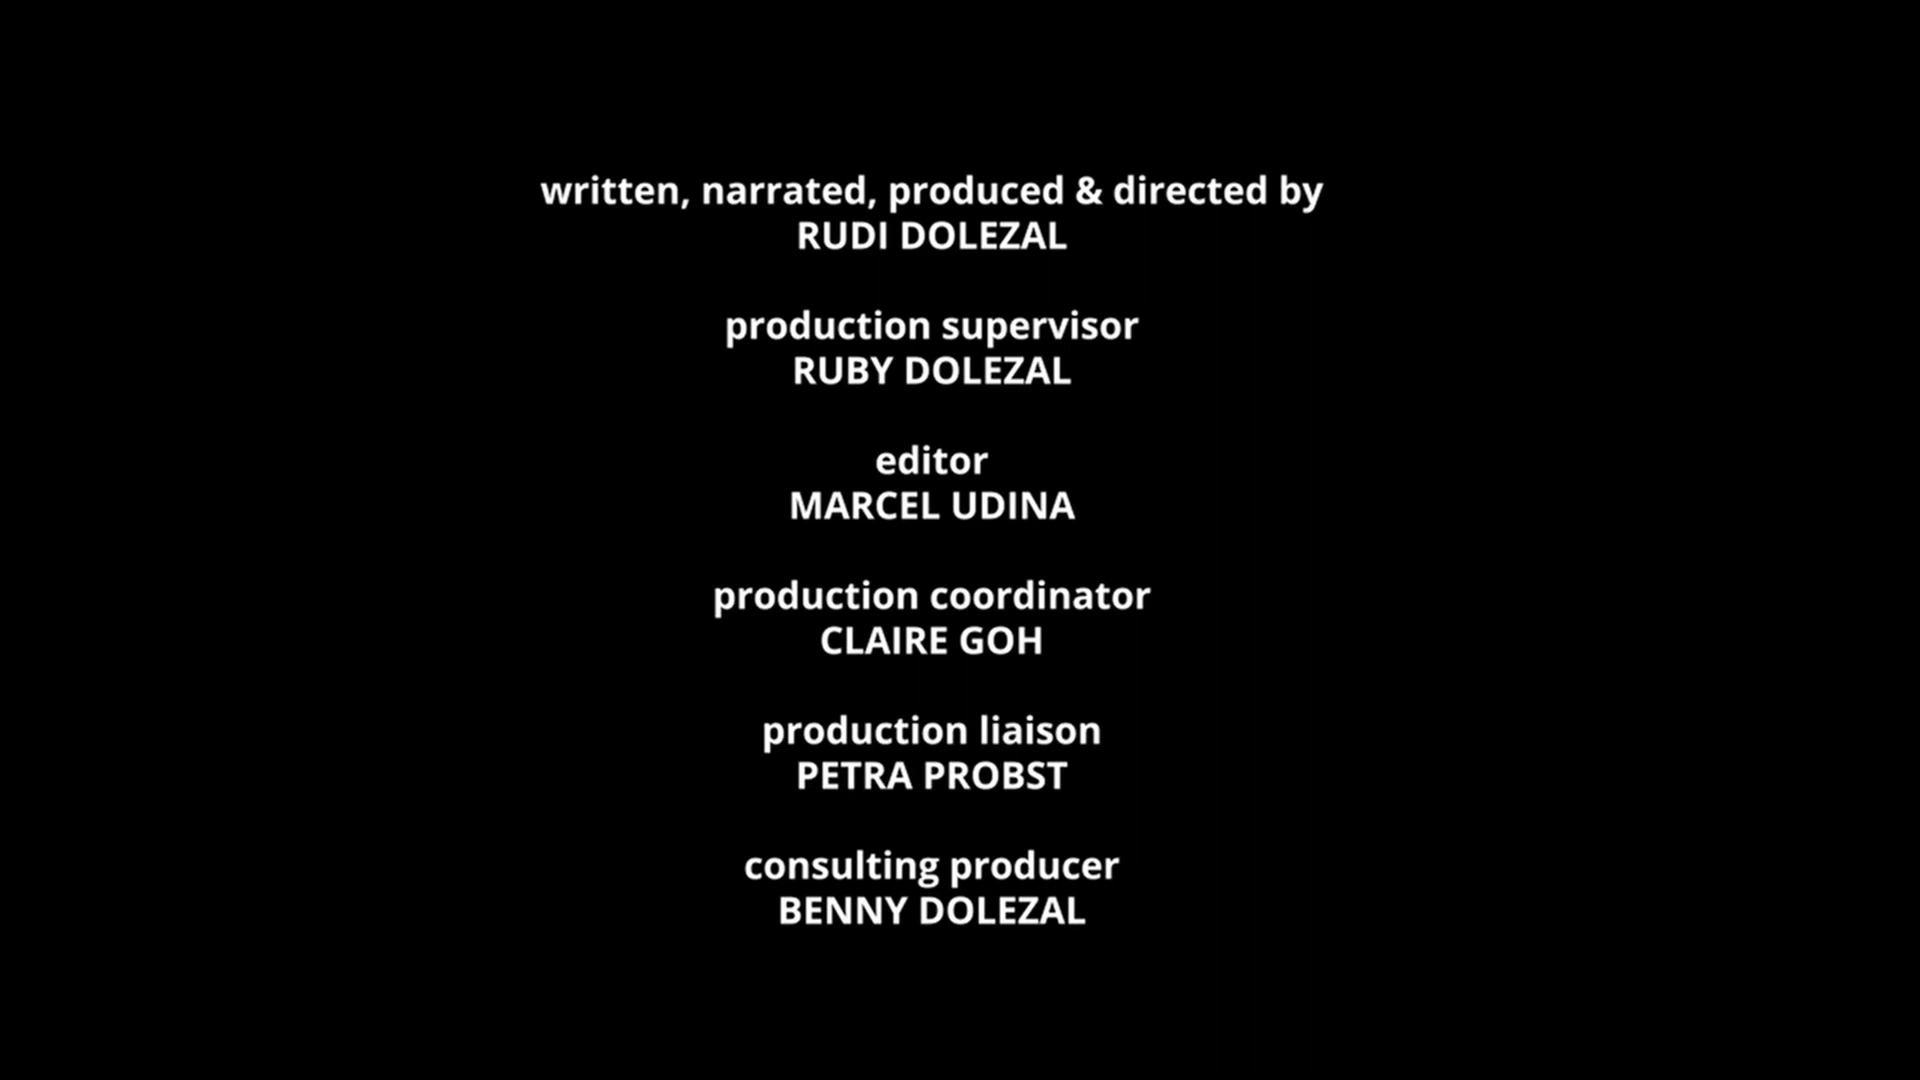 written, narrated, produced & directed by
RUDI DOLEZAL
production supervisor
RUBY DOLEZAL
editor
MARCEL UDINA
production coordinator
CLAIRE GOH
production liaison
PETRA PROBST
consulting producer
BENNY DOLEZAL